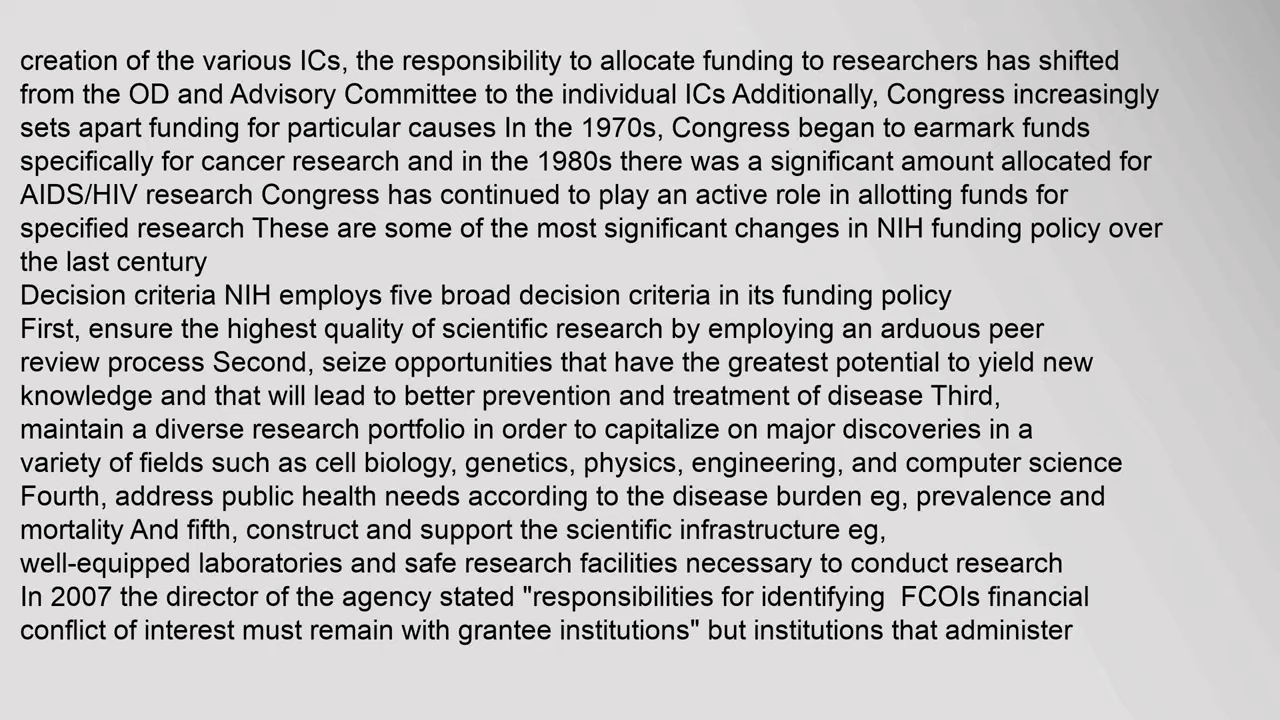 creation of the various ICs, the responsibility to allocate funding to researchers has shifted
from the OD and Advisory Committee to the individual ICs Additionally, Congress increasingly
sets apart funding for particular causes In the 1970s, Congress began to earmark funds
specifically for cancer research and in the 1980s there was a significant amount allocated for
AIDS/HIV research Congress has continued to play an active role in allotting funds for
specified research These are some of the most significant changes in NIH funding policy over
the last century
Decision criteria NIH employs five broad decision criteria in its funding policy
First, ensure the highest quality of scientific research by employing an arduous peer
review process Second, seize opportunities that have the greatest potential to yield new
knowledge and that will lead to better prevention and treatment of disease Third,
maintain a diverse research portfolio in order to capitalize on major discoveries in a
variety of fields such as cell biology, genetics, physics, engineering, and computer science
Fourth, address public health needs according to the disease burden eg, prevalence and
mortality And fifth, construct and support the scientific infrastructure eg,
well-equipped laboratories and safe research facilities necessary to conduct research
In 2007 the director of the agency stated "responsibilities for identifying  FCOIs financial
conflict of interest must remain with grantee institutions" but institutions that administer